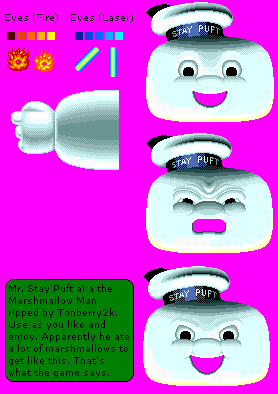 Eyes (Fire)
Eyes (Laser)
STAY PUFT
STAY PUFT
STAY PUFT
Mr. Stay Puft aka the
Marshmallow Man
ripped by Tonberry2k.
Use as you like and
enjoy. Apparently he ate
a lot of marshmallows to
get like this. That's
what the game says.